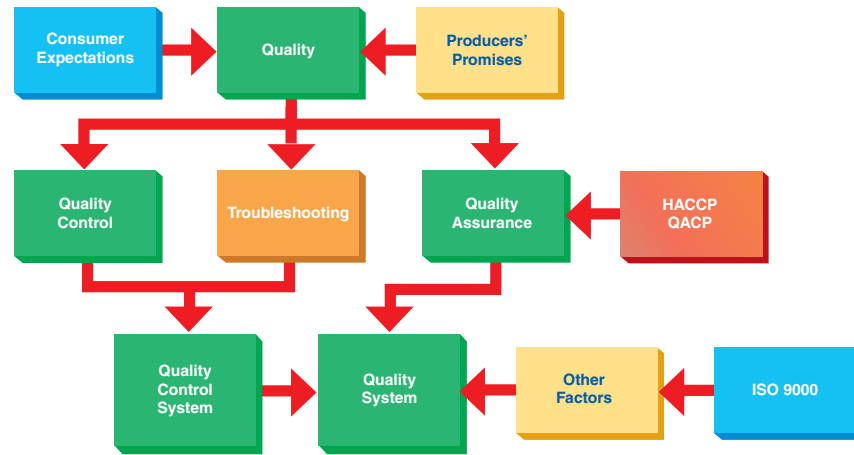 Consumer
Expectations
Quality
Producers’
Promises
Quality
Control
Troubleshooting
Quality
Assurance
HACCP
QACP
Quality
Control
System
Quality
System
Other
Factors
ISO 9000